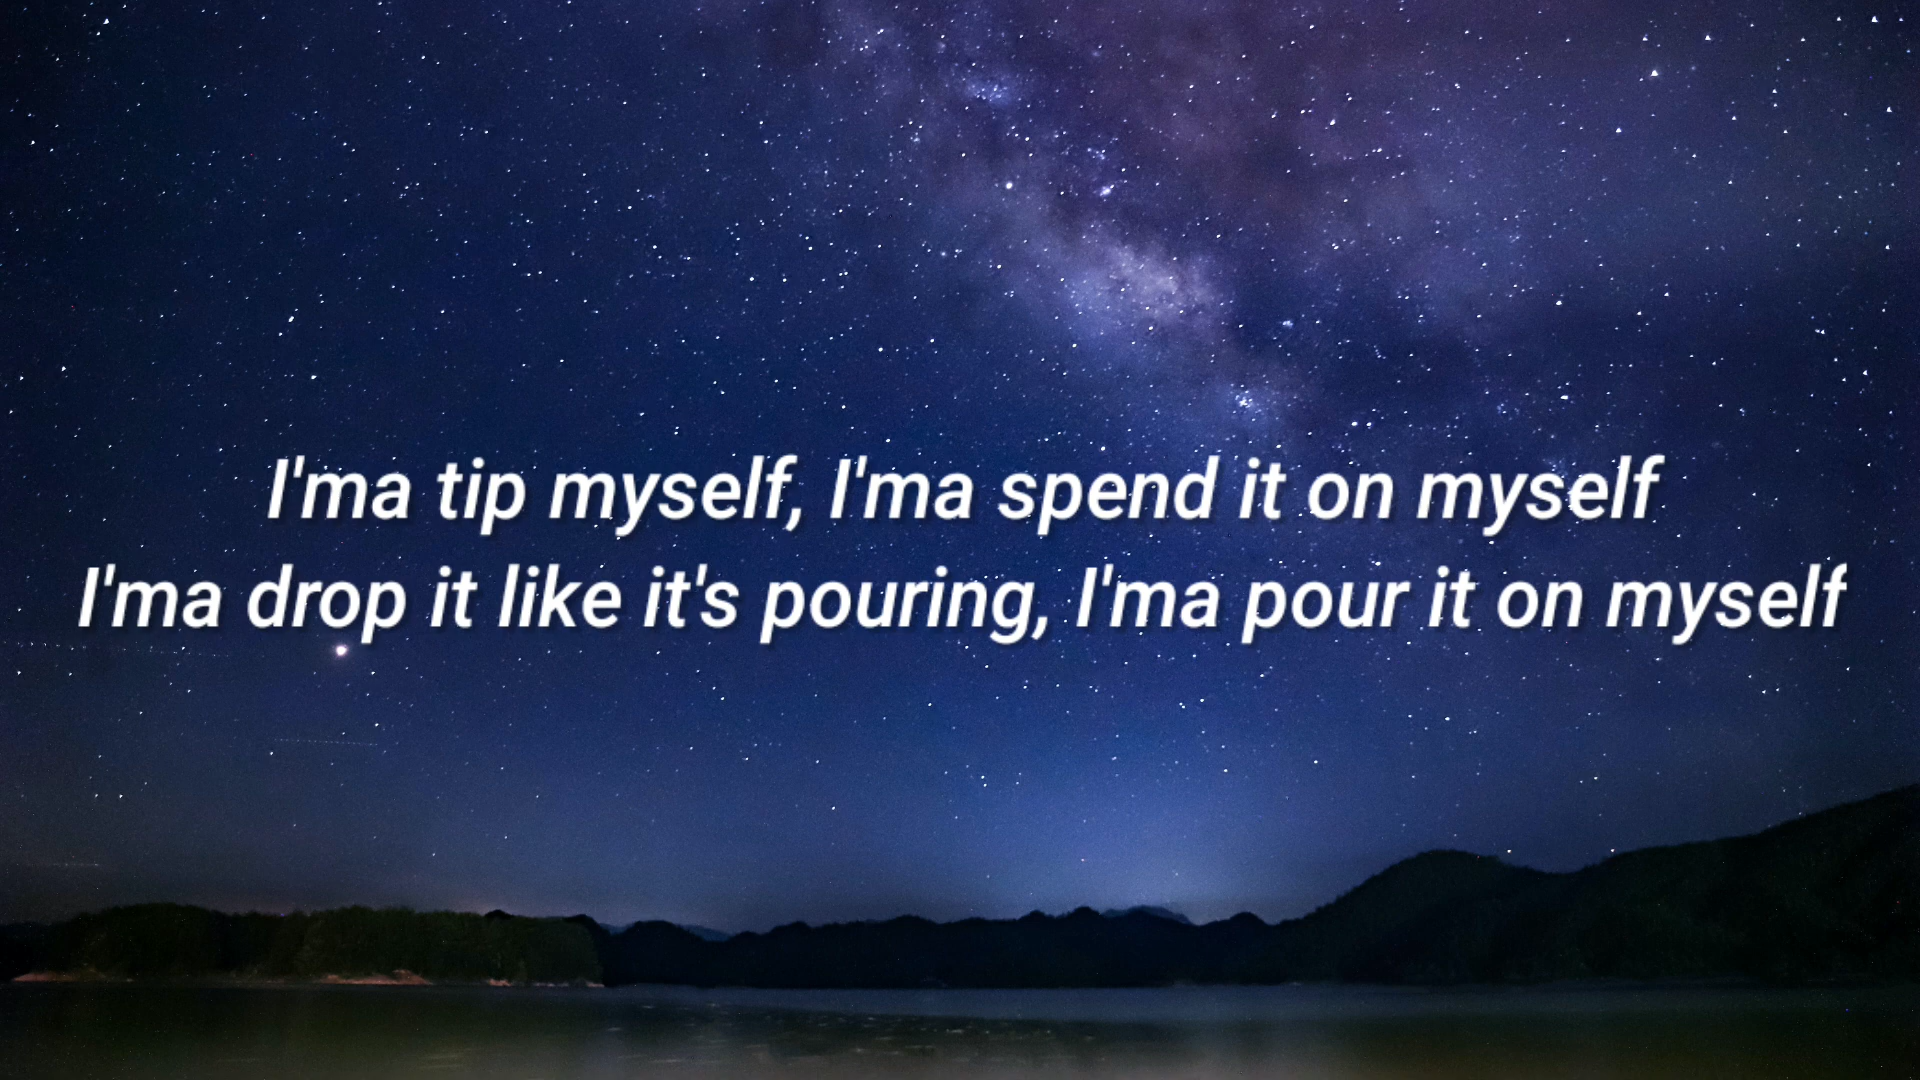 I'ma tip myself, I'ma spend it on myself
I'ma drop it like it's pouring, I'ma pour it on myself